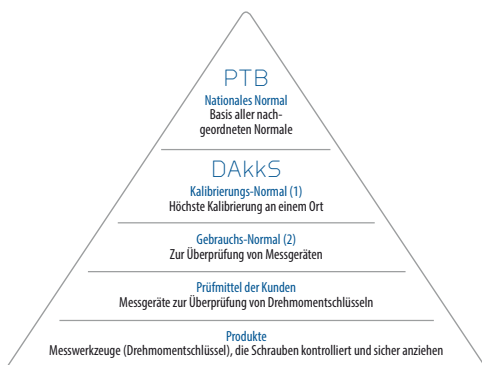 PTB
Nationales Normal
Basis aller nach-
geordneten Normale
DAkkS
Kalibrierungs-Normal (1)
Höchste Kalibrierung an einem Ort
Gebrauchs-Normal (2)
Zur Überprüfung von Messgeräten
Prüfmittel der Kunden
Messgeräte zur Überprüfung von Drehmomentschlüsseln
Produkte
Messwerkzeuge (Drehmomentschlüssel), die Schrauben kontrolliert und sicher anziehen